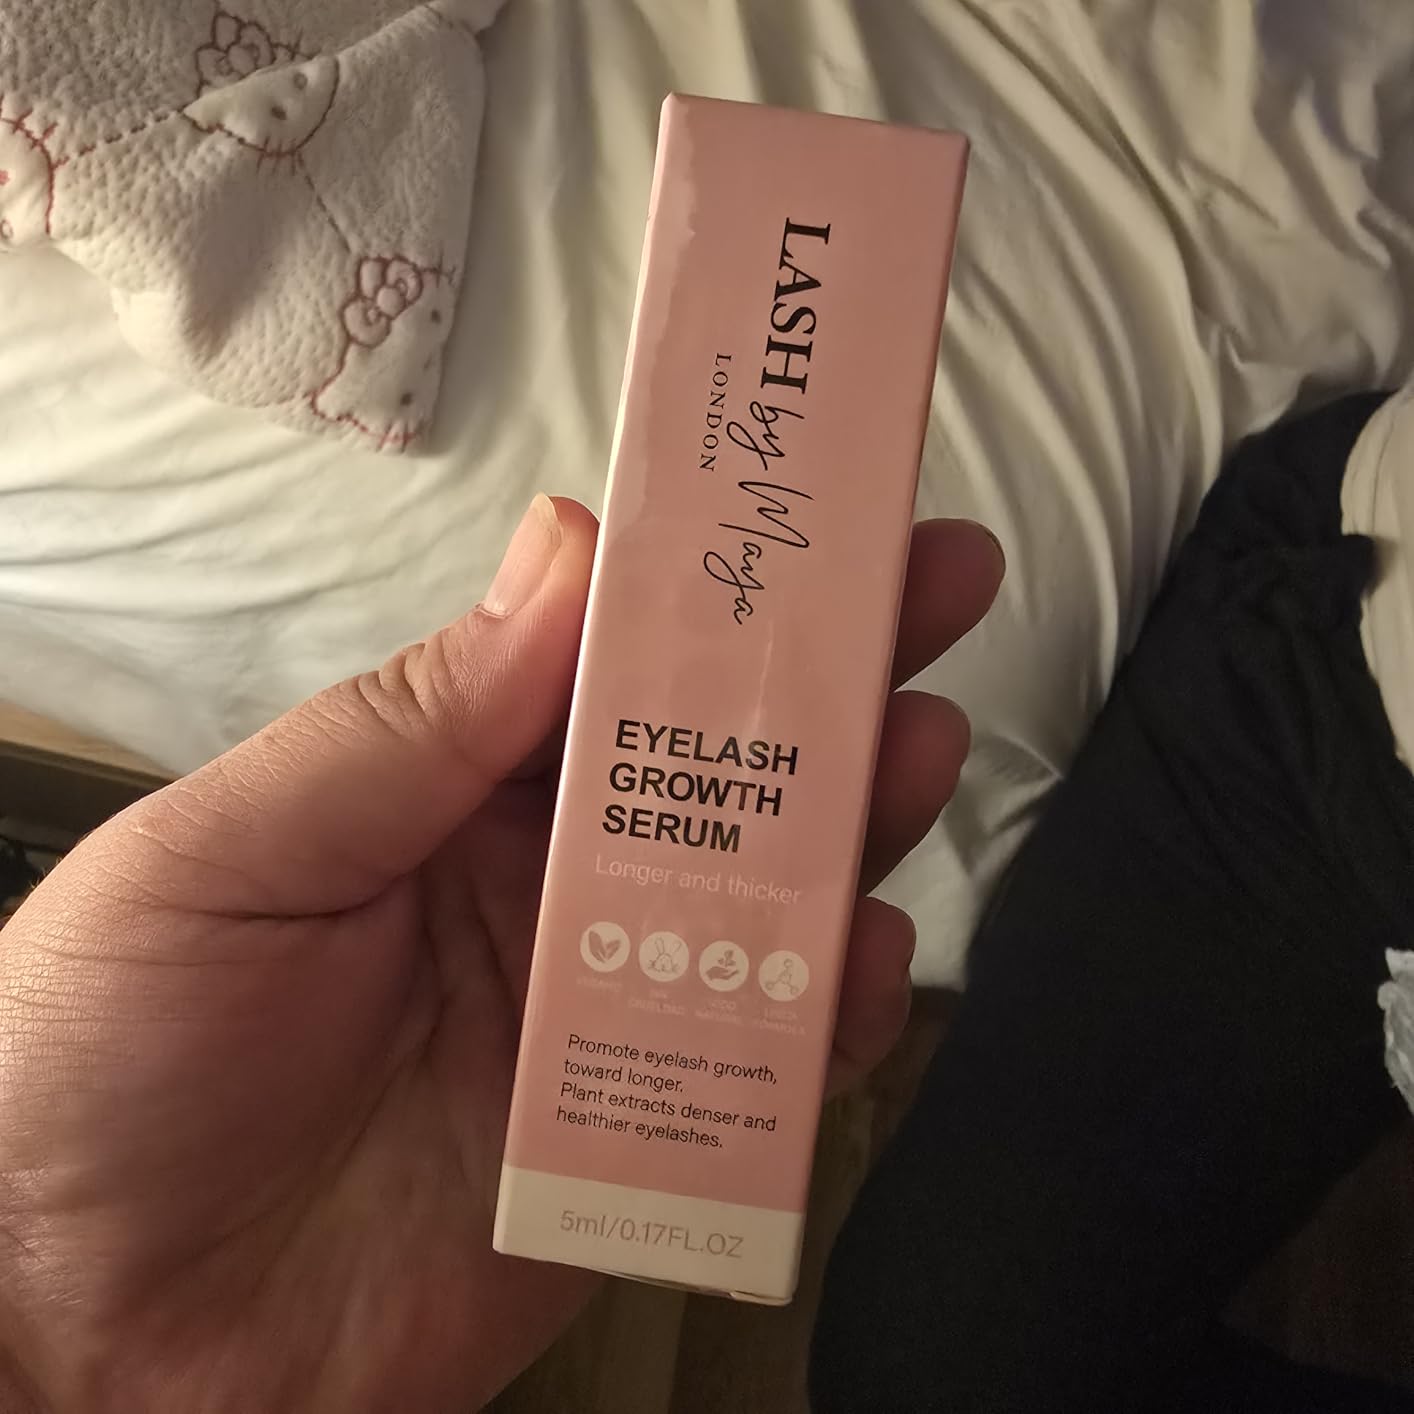 LASH by Maya
LONDON
EYELASH
GROWTH
SERUM
Longer and thicker
Promote eyelash growth,
toward longer.
Plant extracts denser and
healthier eyelashes.
5ml/0.17FL.OZ